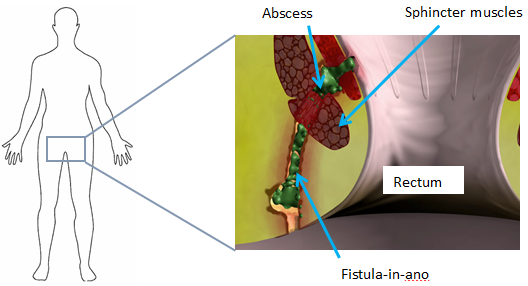 Abscess
Sphincter muscles
Rectum
Fistula-in-ano